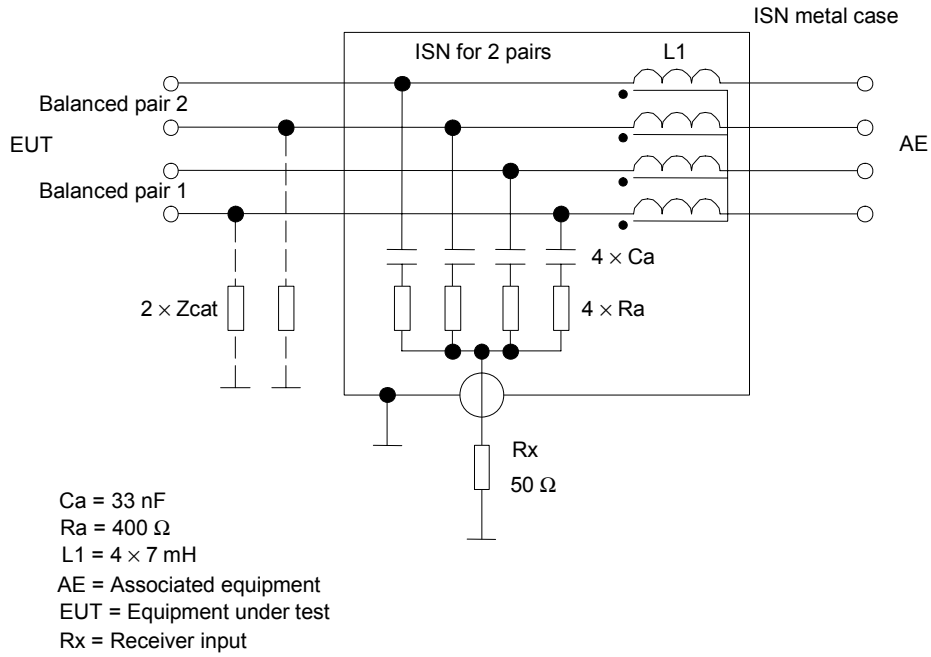 ISN metal case
ISN for 2 pairs
L1
Balanced pair 2
EUT
AE
Balanced pair 1
4 × Ca
2 × Zcat
4 × Ra
Rx
50 Ω
Ca = 33 nF
Ra = 400 Ω
L1 = 4 × 7 mH
AE = Associated equipment
EUT = Equipment under test
Rx = Receiver input